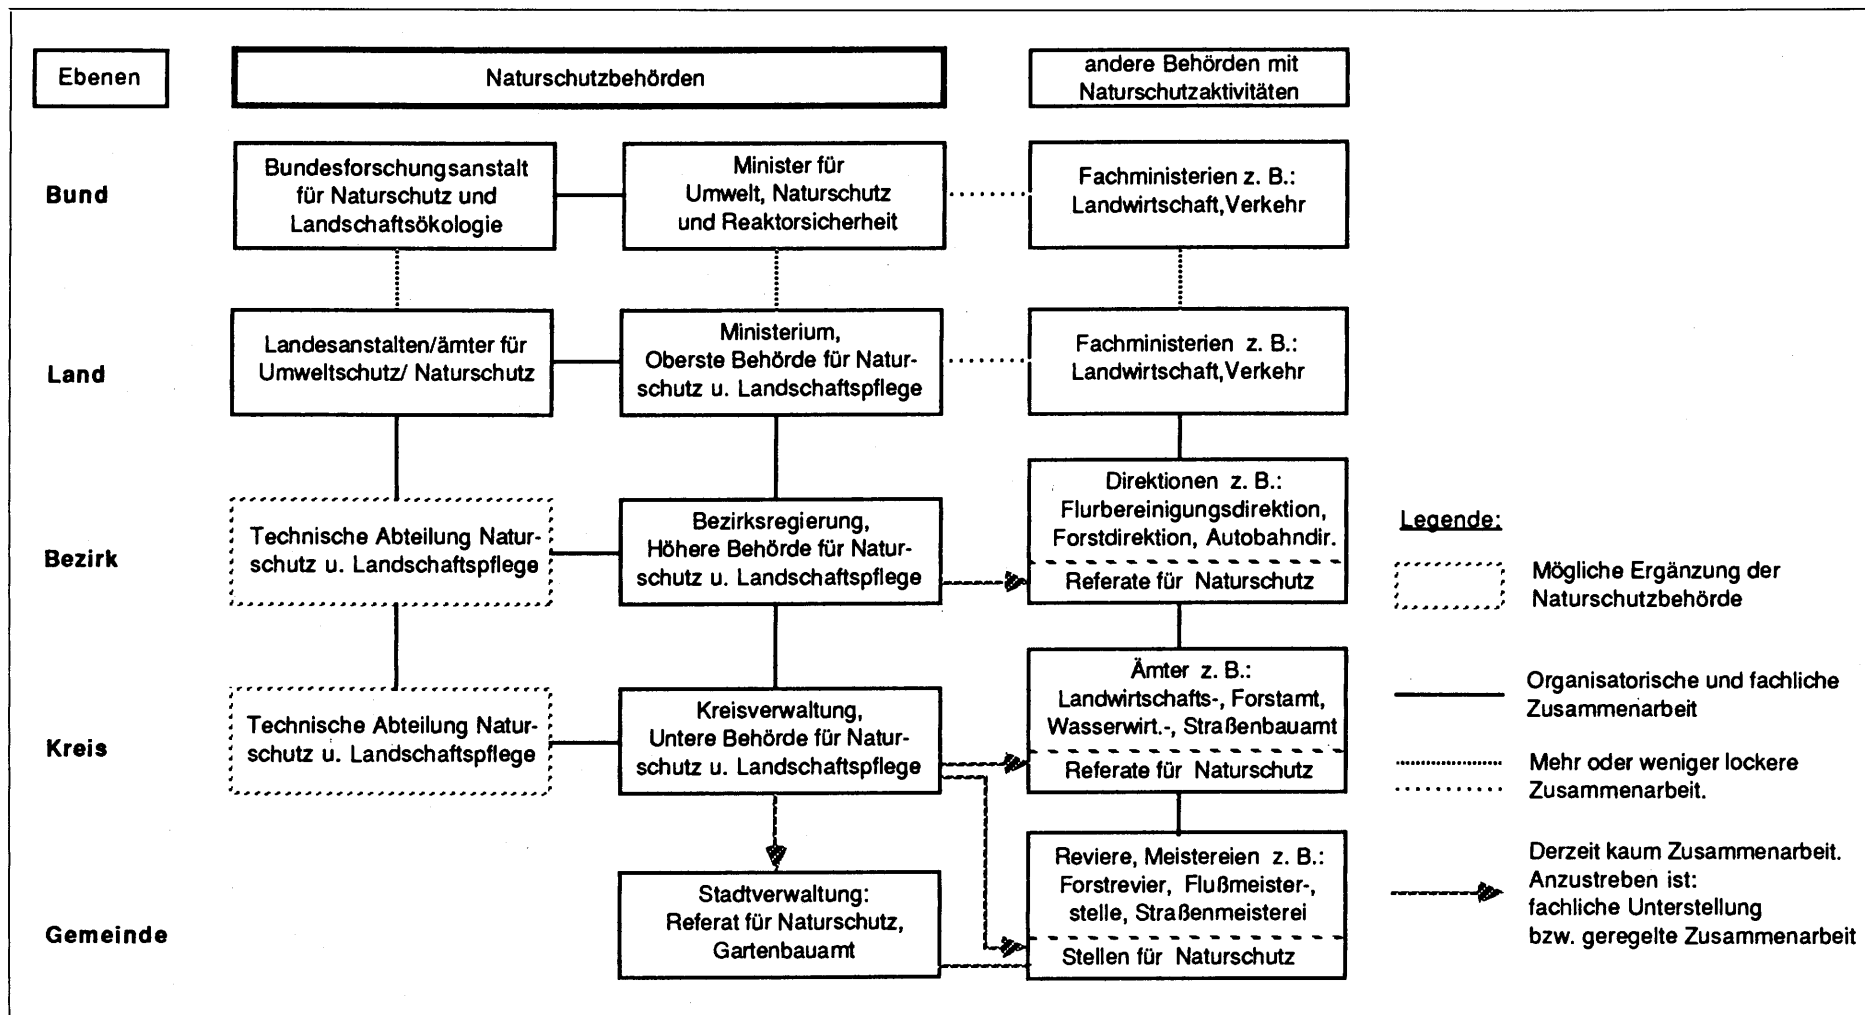 Ebenen
Naturschutzbehörden
andere Behörden mit
Naturschutzaktivitäten
Bund
Bundesforschungsanstalt
für Naturschutz und
Landschaftsökologie
Minister für
Umwelt, Naturschutz
und Reaktorsicherheit
Fachministerien z. B.:
Landwirtschaft,Verkehr
Land
Landesanstalten/ämter für
Umweltschutz/ Naturschutz
Ministerium,
Oberste Behörde für Natur-
schutz u. Landschaftspflege
Fachministerien z. B.:
Landwirtschaft,Verkehr
Bezirk
Technische Abteilung Natur-
schutz u. Landschaftspflege
Bezirksregierung,
Höhere Behörde für Natur-
schutz u. Landschaftspflege
Direktionen z. B.:
Flurbereinigungsdirektion,
Forstdirektion, Autobahndir.
Referate für Naturschutz
Kreis
Technische Abteilung Natur-
schutz u. Landschaftspflege
Kreisverwaltung,
Untere Behörde für Natur-
schutz u. Landschaftspflege
Ämter z. B.:
Landwirtschafts-, Forstamt,
Wasserwirt.-, Straßenbauamt
Referate für Naturschutz
Gemeinde
Stadtverwaltung:
Referat für Naturschutz,
Gartenbauamt
Reviere, Meistereien z. B.:
Forstrevier, Flußmeister-,
stelle, Straßenmeisterei
Stellen für Naturschutz
Legende:
Mögliche Ergänzung der
Naturschutzbehörde
Organisatorische und fachliche
Zusammenarbeit
Mehr oder weniger lockere
Zusammenarbeit.
Derzeit kaum Zusammenarbeit.
Anzustreben ist:
fachliche Unterstellung
bzw. geregelte Zusammenarbeit